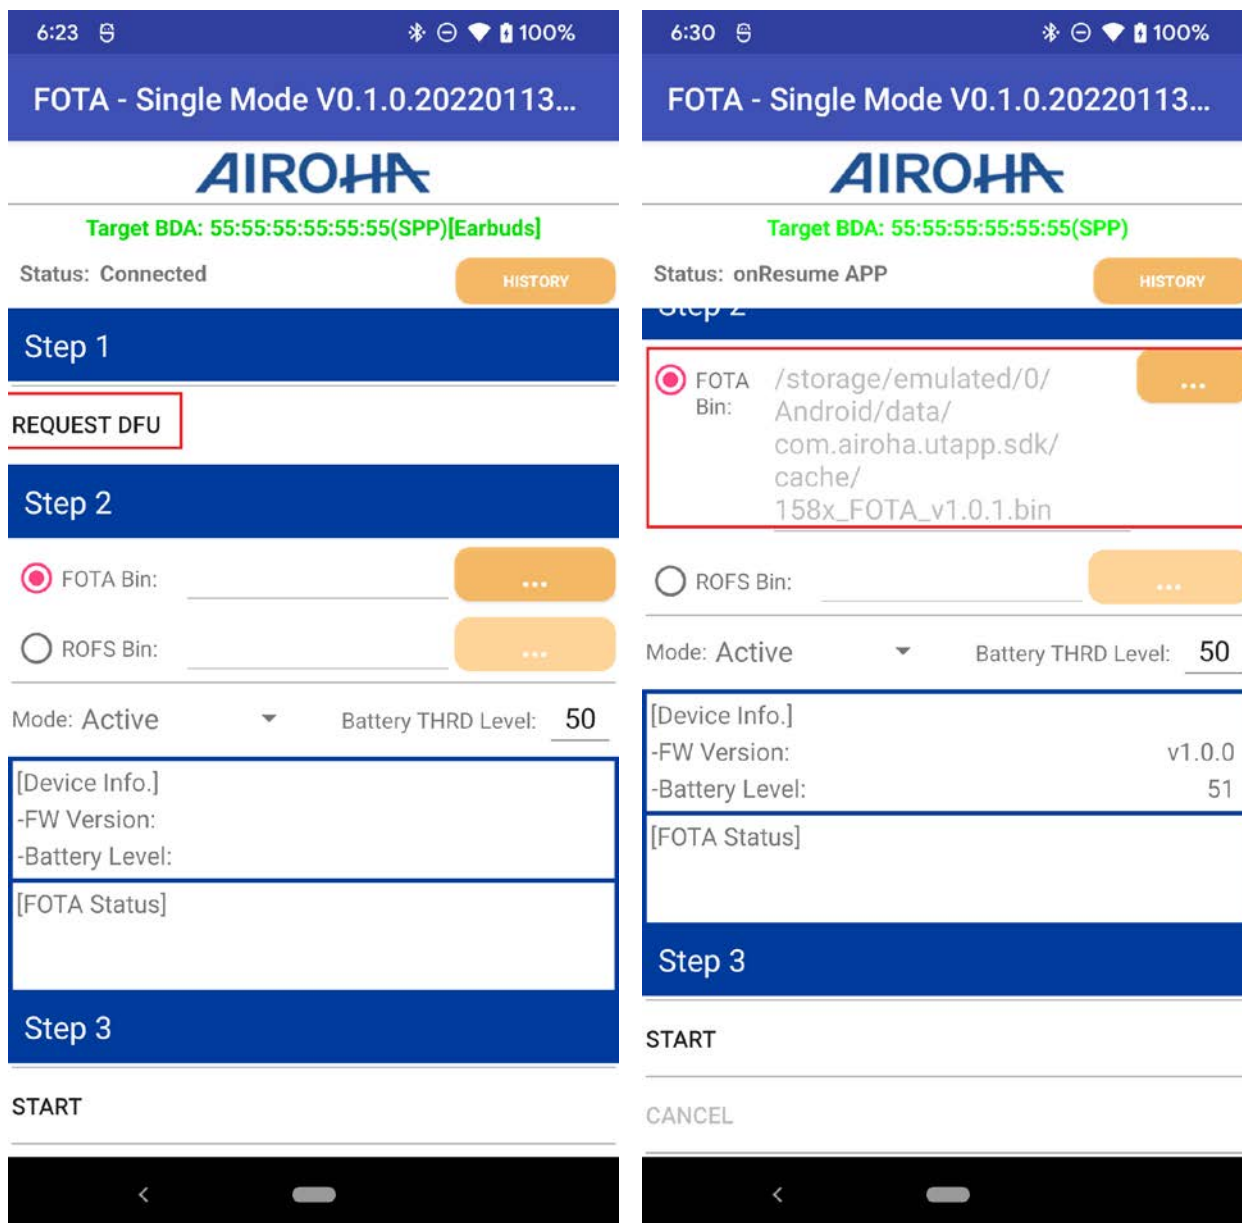 6:23
100%
FOTA - Single Mode V0.1.0.20220113...
AIROHA
Target BDA: 55:55:55:55:55:55(SPP)[Earbuds]
Status: Connected
HISTORY
Step 1
REQUEST DFU
Step 2
FOTA Bin:
...
ROFS Bin:
...
Mode: Active
Battery THRD Level: 50
[Device Info.]
-FW Version:
-Battery Level:
[FOTA Status]
Step 3
START
6:30
100%
FOTA - Single Mode V0.1.0.20220113...
AIROHA
Target BDA: 55:55:55:55:55:55(SPP)
Status: onResume APP
HISTORY
Step 2
FOTA
Bin:
/storage/emulated/0/
Android/data/
com.airoha.utapp.sdk/
cache/
158x_FOTA_v1.0.1.bin
...
ROFS Bin:
...
Mode: Active
Battery THRD Level: 50
[Device Info.]
-FW Version: v1.0.0
-Battery Level: 51
[FOTA Status]
Step 3
START
CANCEL